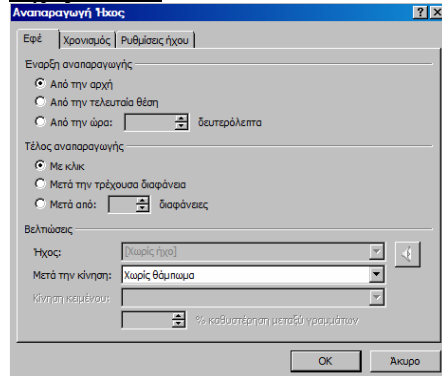 Αναπαραγωγή Ήχος
Εφέ Χρονισμός Ρυθμίσεις ήχου
Έναρξη αναπαραγωγής
Από την αρχή
Από την τελευταία θέση
Από την ώρα: δευτερόλεπτα
Τέλος αναπαραγωγής
Με κλικ
Μετά την τρέχουσα διαφάνεια
Μετά από: διαφάνειες
Βελτιώσεις
Ήχος: [Χωρίς ήχο]
Μετά την κίνηση: Χωρίς θάμπωμα
Κίνηση κειμένου:
% καθυστέρηση μεταξύ γραμμάτων
OK Άκυρο